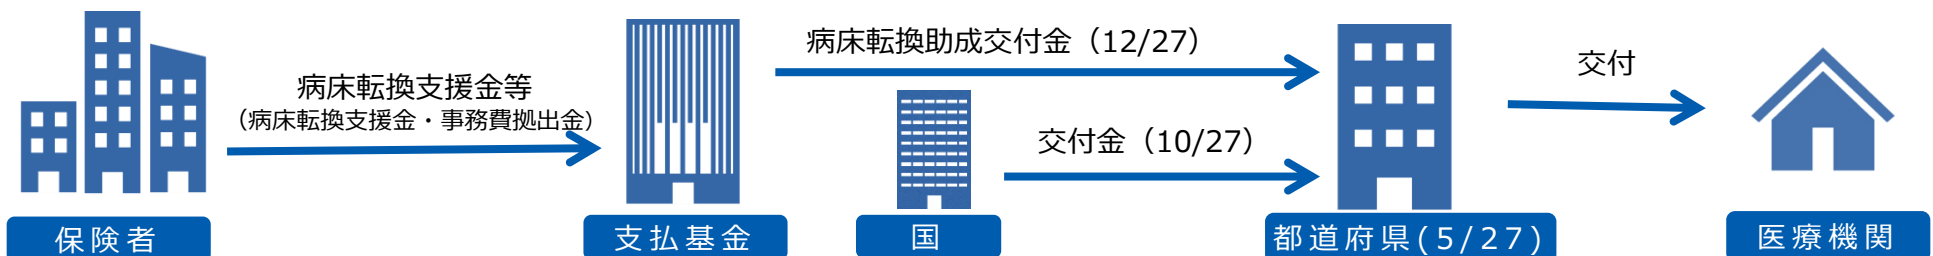 病床転換支援金等
（病床転換支援金・事務費拠出金）
病床転換助成交付金（12/27）
交付金（10/27）
交付
保険者
支払基金
国
都道府県(5/27)
医療機関